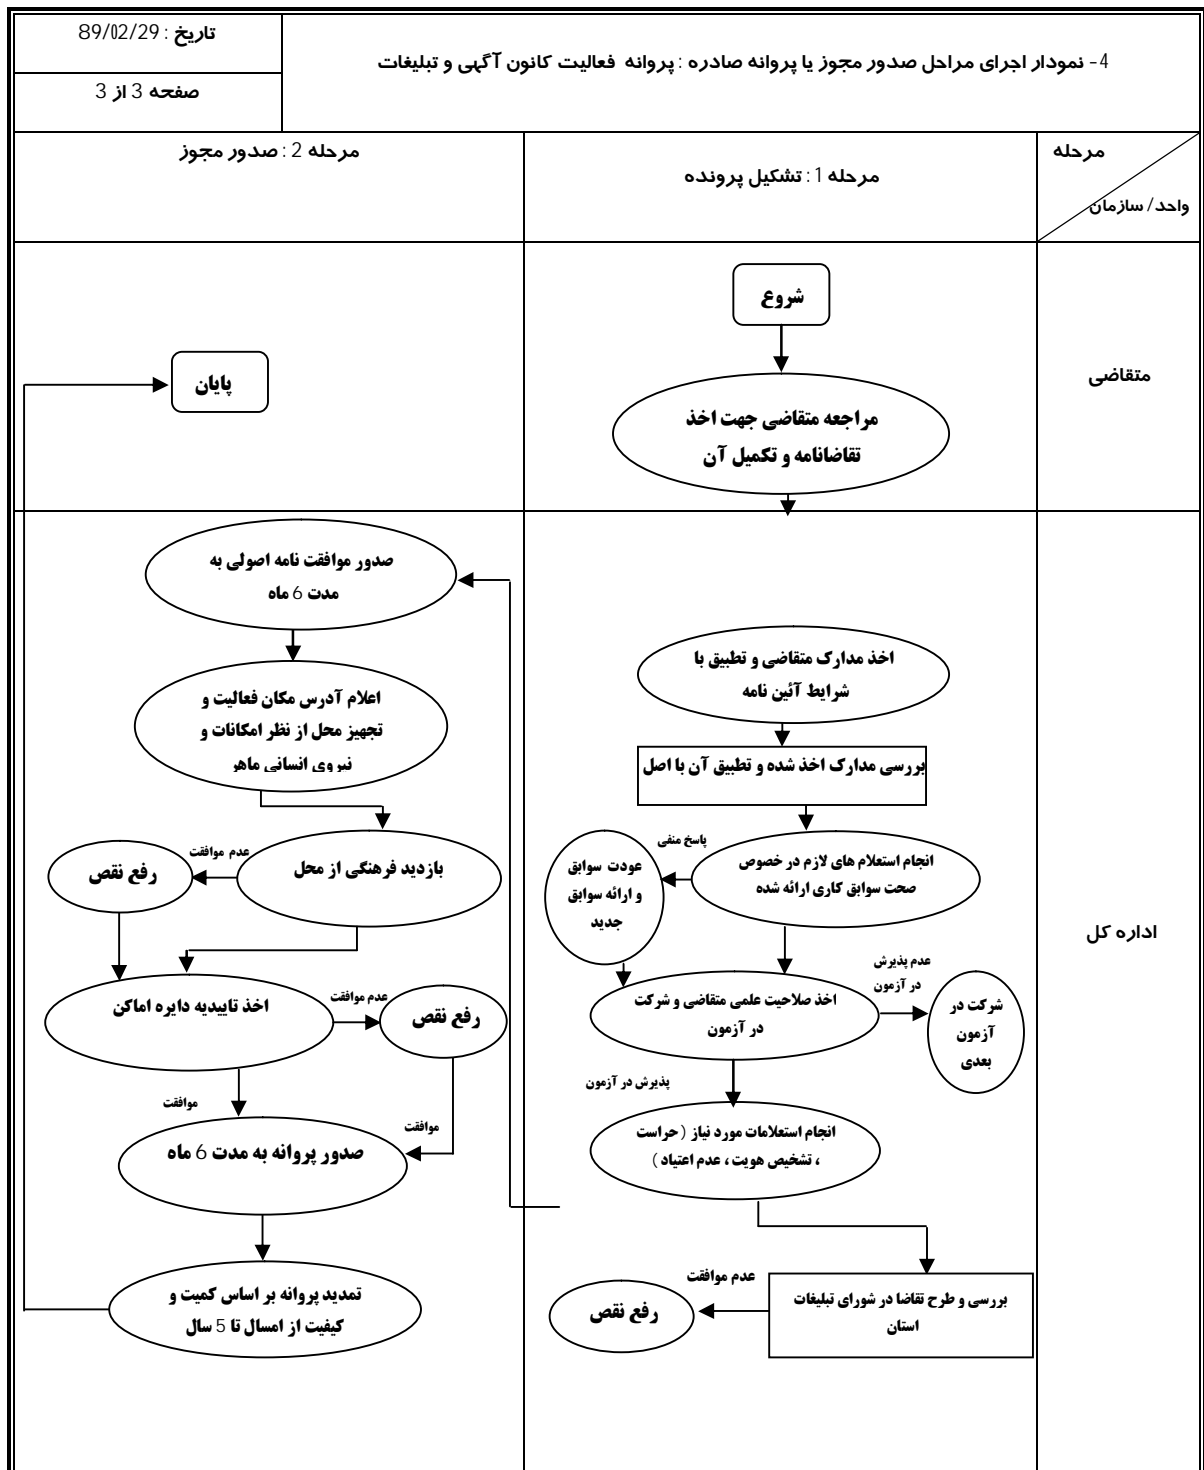 4- نمودار اجرای مراحل صدور مجوز یا پروانه صادره : پروانه فعالیت کانون آگهی و تبلیغات
تاریخ : 89/02/29
صفحه 3 از 3
مرحله
واحد/ سازمان
مرحله 1 : تشکیل پرونده
مرحله 2 : صدور مجوز
متقاضی
شروع
مراجعه متقاضی جهت اخذ
تقاضانامه و تکمیل آن
پایان
اداره کل
اخذ مدارک متقاضی و تطبیق با
شرایط آئین نامه
بررسی مدارک اخذ شده و تطبیق آن با اصل
انجام استعلام های لازم در خصوص
صحت سوابق کاری ارائه شده
پاسخ منفی
عودت سوابق
و ارائه سوابق
جدید
اخذ صلاحیت علمی متقاضی و شرکت
در آزمون
عدم پذیرش
در آزمون
شرکت در
آزمون
بعدی
پذیرش در آزمون
انجام استعلامات مورد نیاز ( حراست
، تشخیص هویت ، عدم اعتیاد )
بررسی و طرح تقاضا در شورای تبلیغات
استان
عدم موافقت
رفع نقص
صدور موافقت نامه اصولی به
مدت 6 ماه
اعلام آدرس مکان فعالیت و
تجهیز محل از نظر امکانات و
نیروی انسانی ماهر
بازدید فرهنگی از محل
عدم موافقت
رفع نقص
اخذ تاییدیه دایره اماکن
عدم موافقت
رفع نقص
موافقت
موافقت
صدور پروانه به مدت 6 ماه
تمدید پروانه بر اساس کمیت و
کیفیت از امسال تا 5 سال